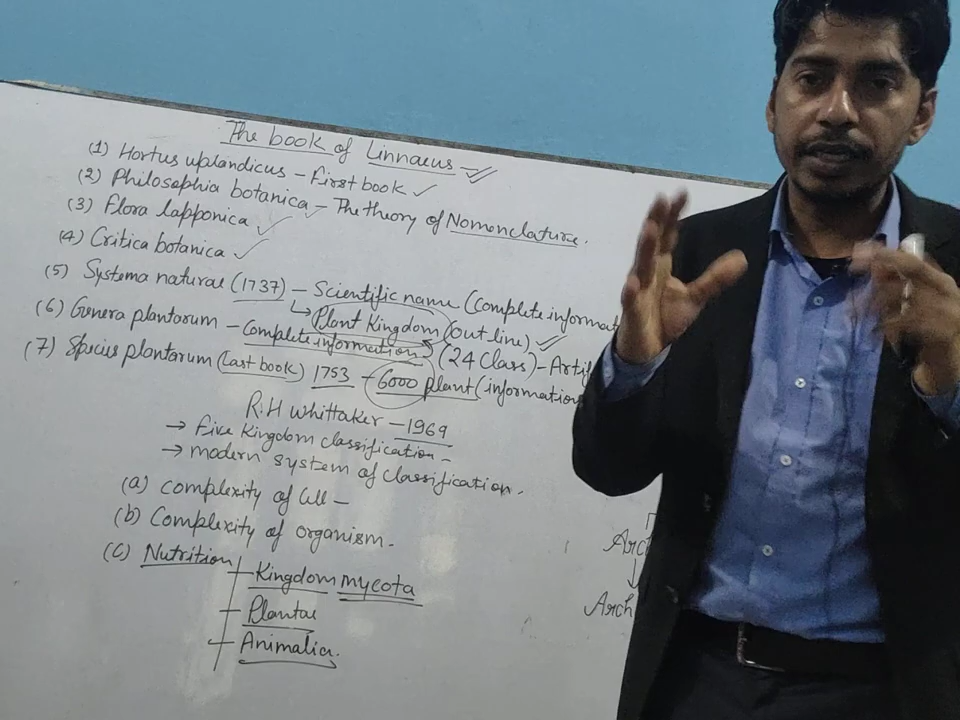 The book of Linnaeus
(1) Hortus uplandicus - First book
(2) Philosophia botanica - The theory of Nomonclature.
(3) Flora lapponica
(4) Critica botanica
(5) Systema naturae (1737) - Scientific name (complete informat
Plant Kingdom (out line)
(6) Genera plantarum - Complete information) (24 Class) - Artif
(7) Species plantarum (last book) 1753 - 6000 plant (information
R.H Whittaker - 1969
→ five Kingdom classification -
→ modern system of classification.
(a) complexity of Cell -
(b) Complexity of organism.
(C) Nutrition
Kingdom mycota
Plantae
Animalia.
Arc
Arch